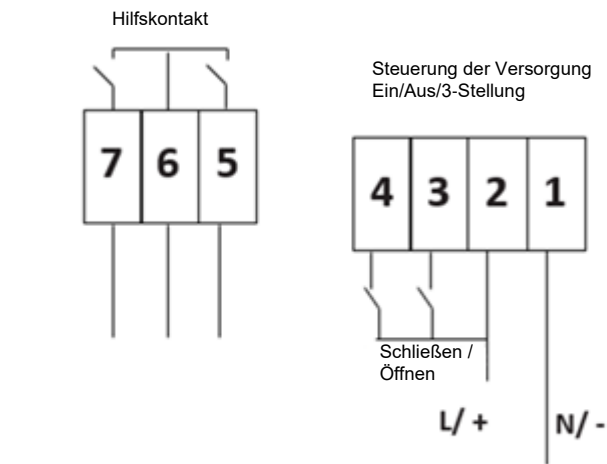 Hilfskontakt
Steuerung der Versorgung
Ein/Aus/3-Stellung
7 6 5
4 3 2 1
Schließen /
Öffnen
L/ + N/ -